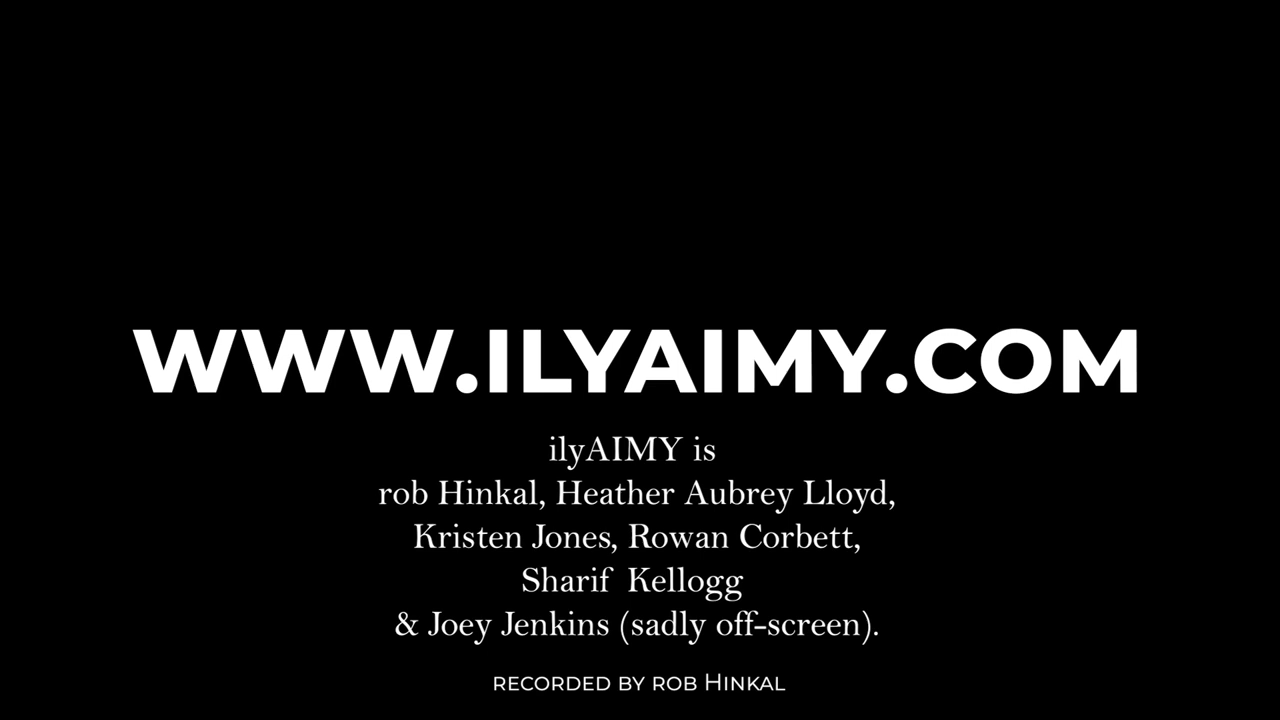 WWW.ILYAIMY.COM
ilyAIMY is
rob Hinkal, Heather Aubrey Lloyd,
Kristen Jones, Rowan Corbett,
Sharif Kellogg
& Joey Jenkins (sadly off-screen).
RECORDED BY ROB HINKAL